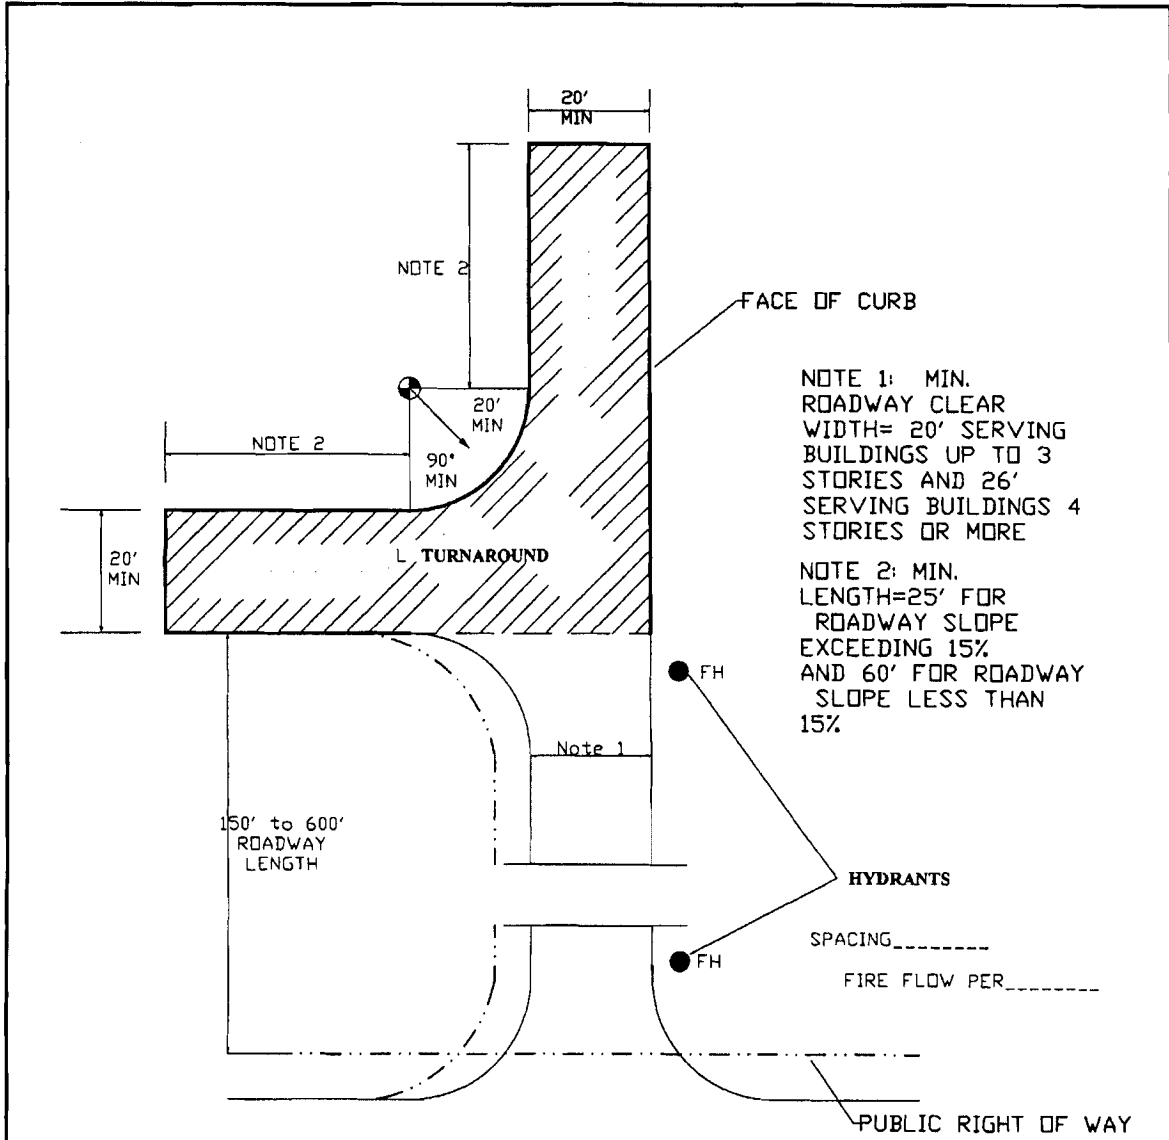 20'
MIN
NOTE 2
FACE OF CURB
20'
MIN
NOTE 2
90°
MIN
20'
MIN
L TURNAROUND
NOTE 1: MIN.
ROADWAY CLEAR
WIDTH= 20' SERVING
BUILDINGS UP TO 3
STORIES AND 26'
SERVING BUILDINGS 4
STORIES OR MORE
NOTE 2: MIN.
LENGTH=25' FOR
ROADWAY SLOPE
EXCEEDING 15%
AND 60' FOR ROADWAY
SLOPE LESS THAN
15%
FH
Note 1
150' to 600'
ROADWAY
LENGTH
HYDRANTS
SPACING________
FH
FIRE FLOW PER________
PUBLIC RIGHT OF WAY